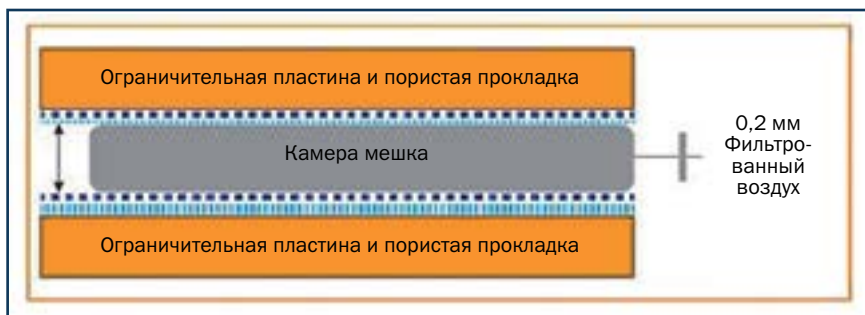 Ограничительная пластина и пористая прокладка
Камера мешка
0,2 мм
Фильтро-
ванный
воздух
Ограничительная пластина и пористая прокладка